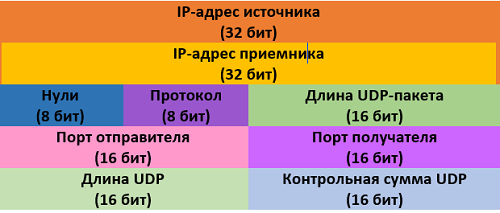 IP-адрес источника
(32 бит)
IP-адрес приемника
(32 бит)
Нули
(8 бит)
Протокол
(8 бит)
Длина UDP-пакета
(16 бит)
Порт отправителя
(16 бит)
Порт получателя
(16 бит)
Длина UDP
(16 бит)
Контрольная сумма UDP
(16 бит)